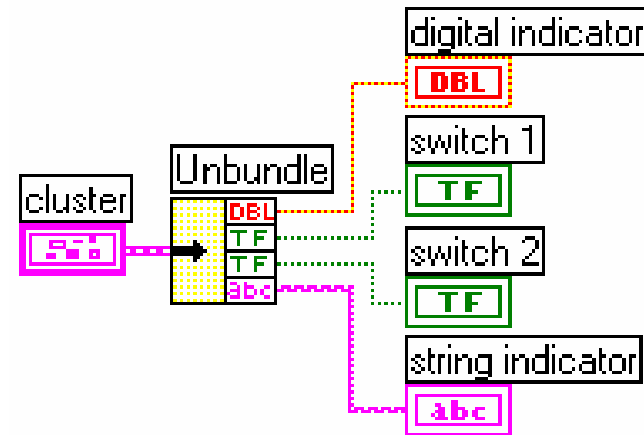 digital indicator
DBL
switch 1
TF
Unbundle
cluster
DBL
TF
TF
abc
switch 2
TF
string indicator
abc